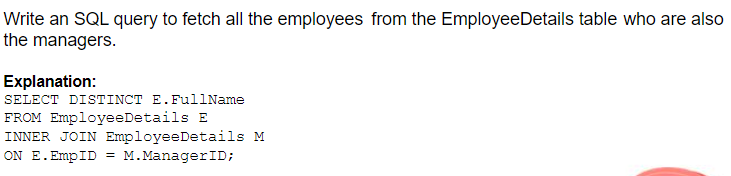 Write an SQL query to fetch all the employees from the EmployeeDetails table who are also
the managers.
Explanation:
SELECT DISTINCT E.FullName
FROM EmployeeDetails E
INNER JOIN EmployeeDetails M
ON E.EmpID = M.ManagerID;